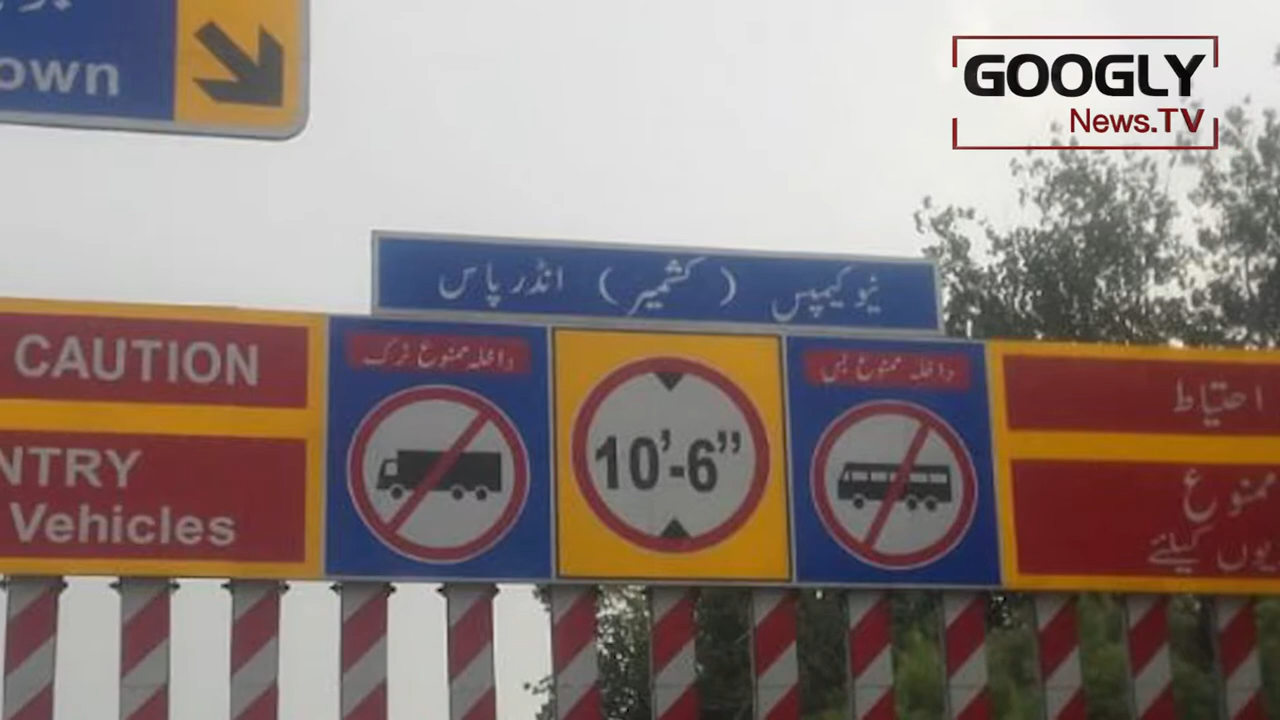 own
GOOGLY
News.TV
نیو کیمپس (کشمیر) انڈر پاس
CAUTION
NTRY
Vehicles
داخلہ ممنوع ٹرک
10'-6"
داخلہ ممنوع بس
احتیاط
ممنوع
یوں کیلئے